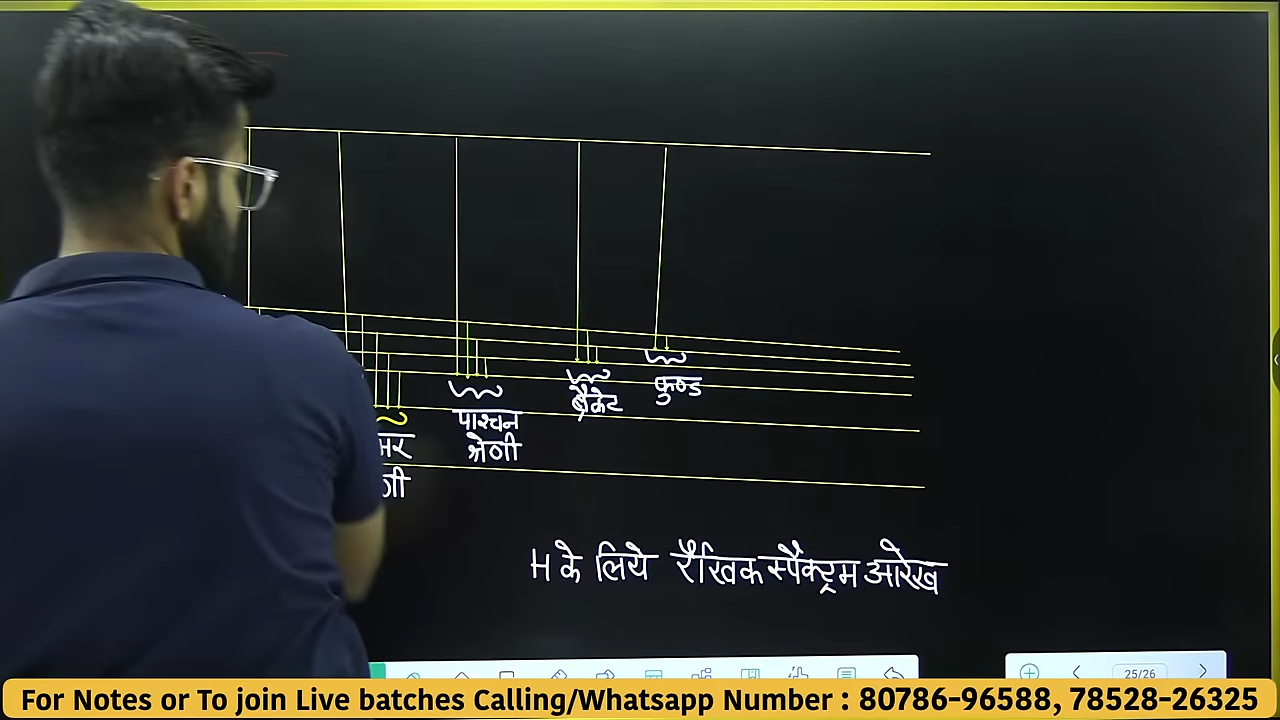 कुण्ड
ब्रैकेट
पाश्चन
श्रेणी
मर
णी
H के लिये रैखिक स्पैक्ट्रम आरेख
25/26
For Notes or To join Live batches Calling/Whatsapp Number : 80786-96588, 78528-26325